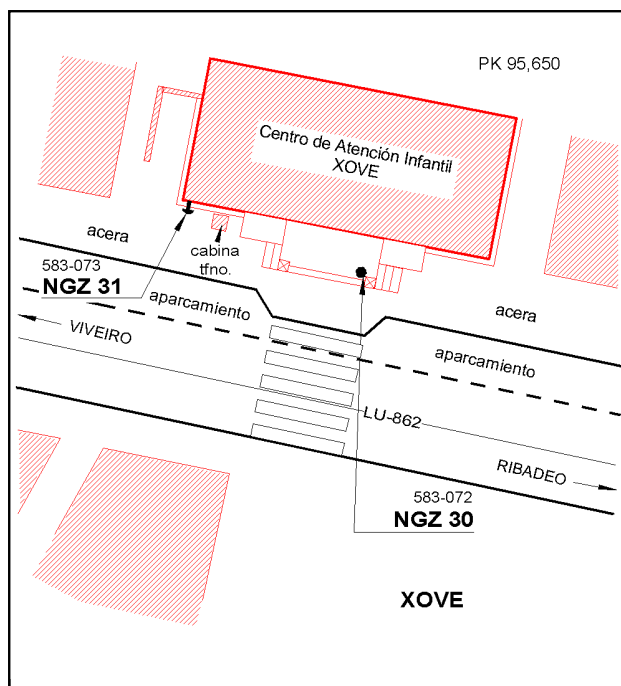 PK 95,650
Centro de Atención Infantil
XOVE
acera
cabina
tfno.
583-073
NGZ 31
aparcamiento
VIVEIRO
acera
aparcamiento
LU-862
RIBADEO
583-072
NGZ 30
XOVE